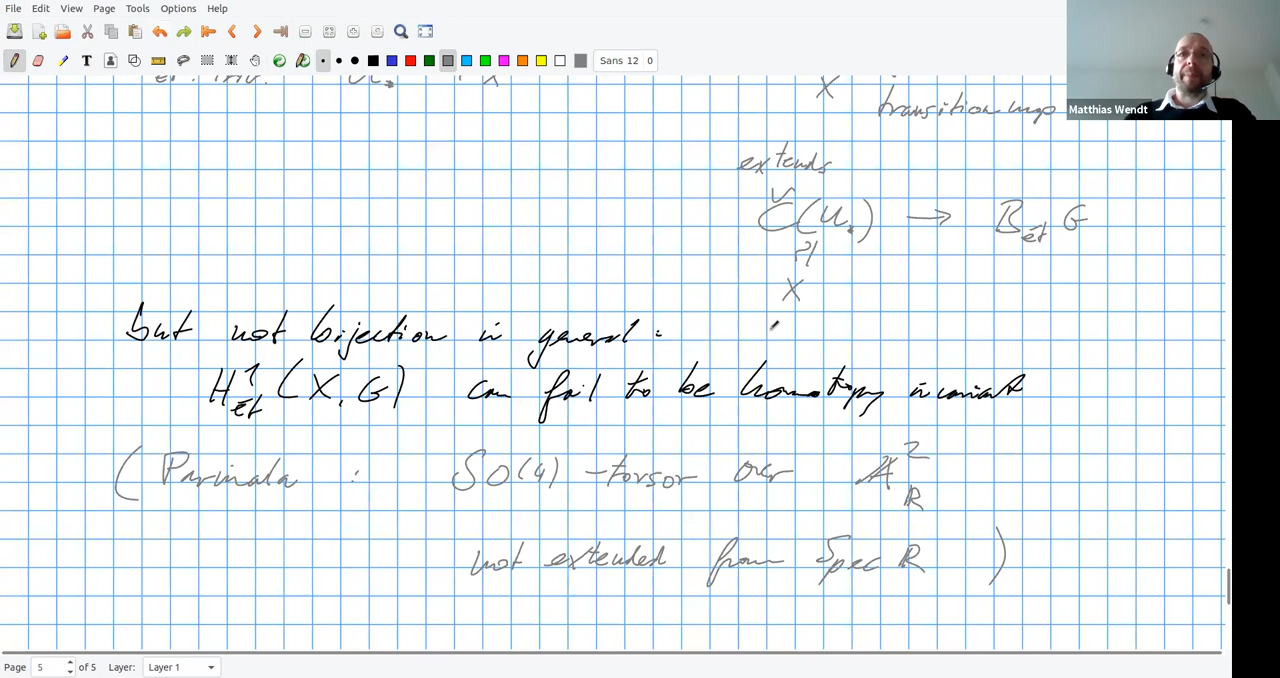 File Edit View Page Tools Options Help
Sans 12 0
Matthias Wendt
X
transition map
extends
Č(U.) → B_ét G
X
but not bijection in general:
H¹_ét (X, G) can fail to be homotopy invariant
(Parimala : SO(4) - torsor over 𝔸²_ℝ
not extended from Spec ℝ )
Page 5 of 5 Layer: Layer 1